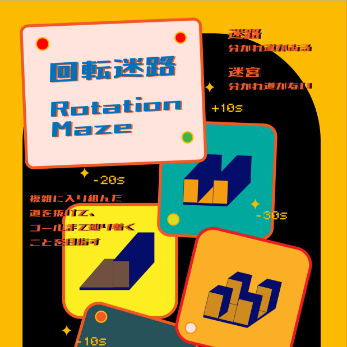 回転迷路
Rotation
Maze
迷路
分かれ道がある
迷宮
分かれ道がない
+10s
-20s
-30s
複雑に入り組んだ
道を抜けて、
ゴールまで辿り着く
ことを目指す
-10s